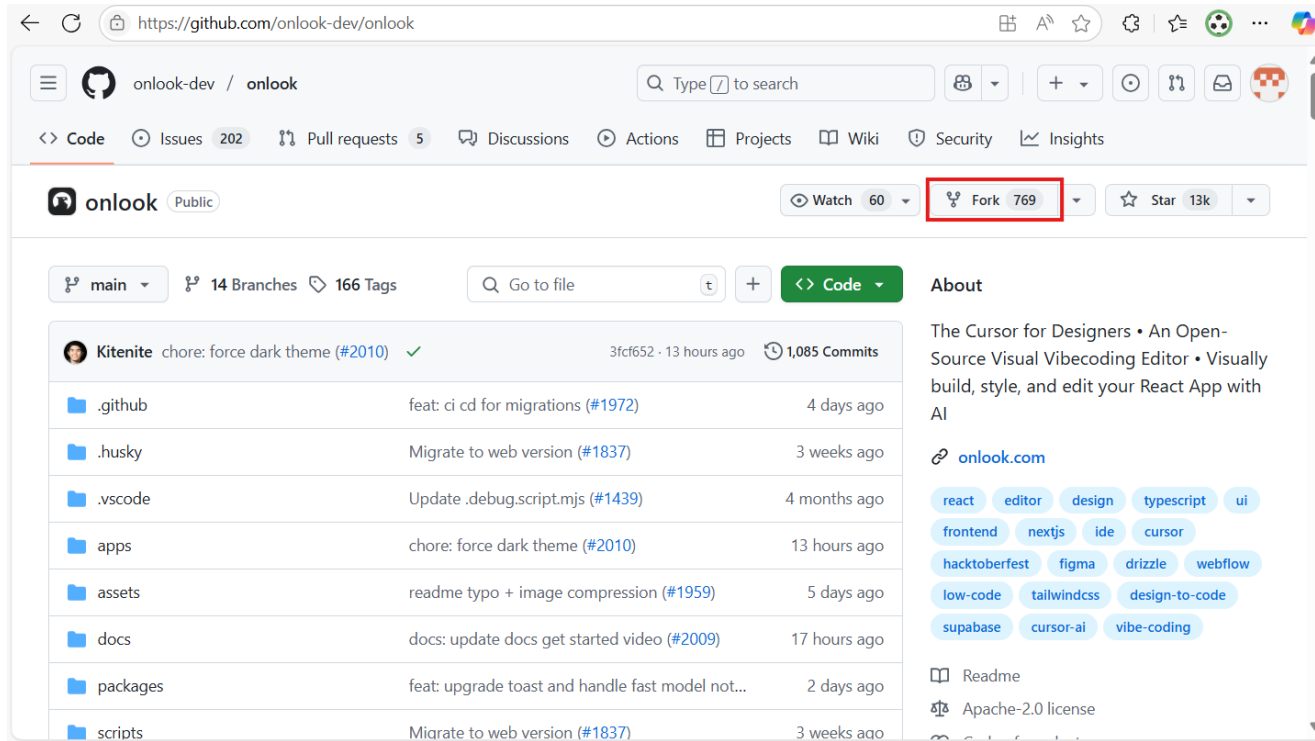 https://github.com/onlook-dev/onlook
onlook-dev / onlook
Type / to search
Code Issues 202 Pull requests 5 Discussions Actions Projects Wiki Security Insights
onlook Public
Watch 60 Fork 769 Star 13k
main 14 Branches 166 Tags Go to file t + Code
Kitenite chore: force dark theme (#2010) 3fcf652 · 13 hours ago 1,085 Commits
.github feat: ci cd for migrations (#1972) 4 days ago
.husky Migrate to web version (#1837) 3 weeks ago
.vscode Update .debug.script.mjs (#1439) 4 months ago
apps chore: force dark theme (#2010) 13 hours ago
assets readme typo + image compression (#1959) 5 days ago
docs docs: update docs get started video (#2009) 17 hours ago
packages feat: upgrade toast and handle fast model not... 2 days ago
scripts Migrate to web version (#1837) 3 weeks ago
About
The Cursor for Designers • An Open-
Source Visual Vibecoding Editor • Visually
build, style, and edit your React App with
AI
onlook.com
react editor design typescript ui
frontend nextjs ide cursor
hacktoberfest figma drizzle webflow
low-code tailwindcss design-to-code
supabase cursor-ai vibe-coding
Readme
Apache-2.0 license